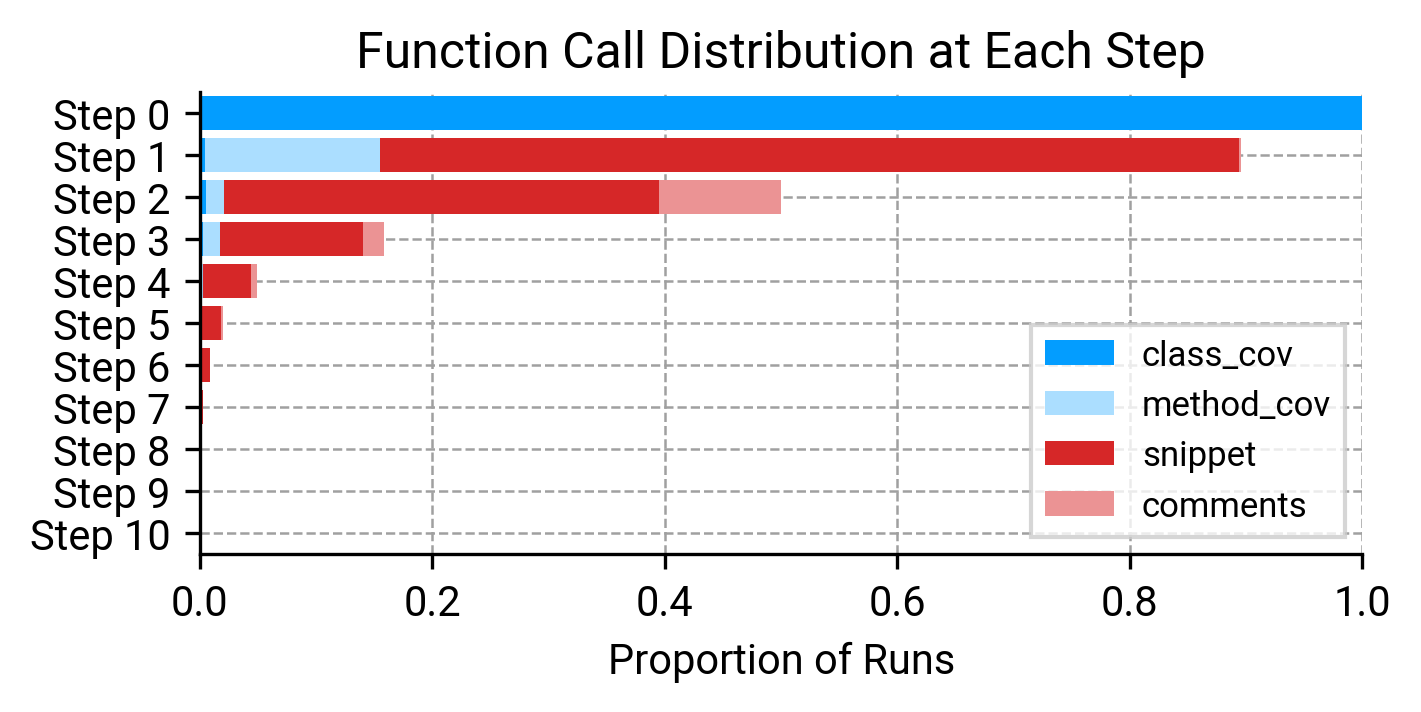 Function Call Distribution at Each Step
Step 0
Step 1
Step 2
Step 3
Step 4
Step 5
Step 6
Step 7
Step 8
Step 9
Step 10
class_cov
method_cov
snippet
comments
0.0 0.2 0.4 0.6 0.8 1.0
Proportion of Runs